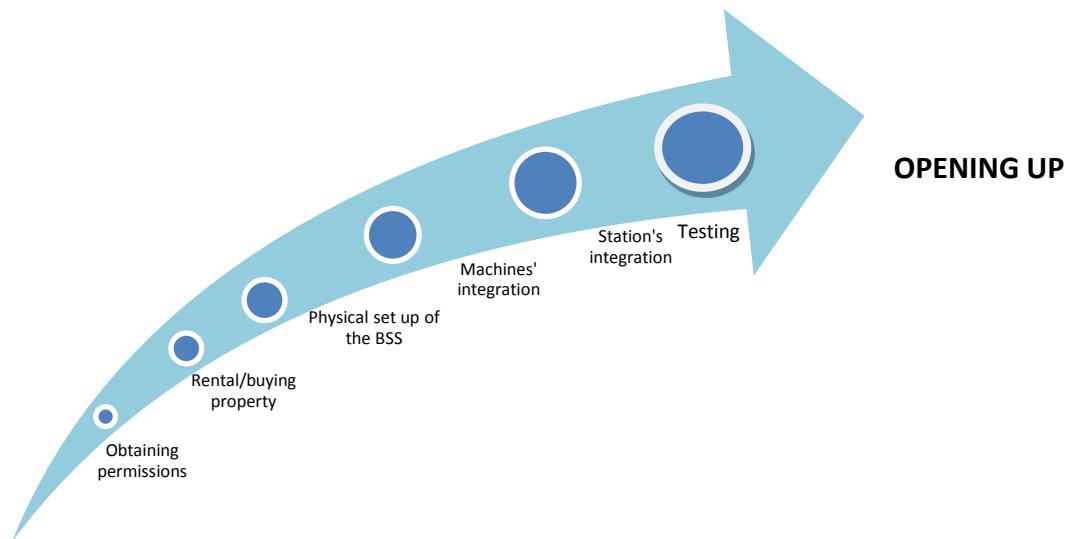 Obtaining
permissions
Rental/buying
property
Physical set up of
the BSS
Machines'
integration
Station's
integration
Testing
OPENING UP